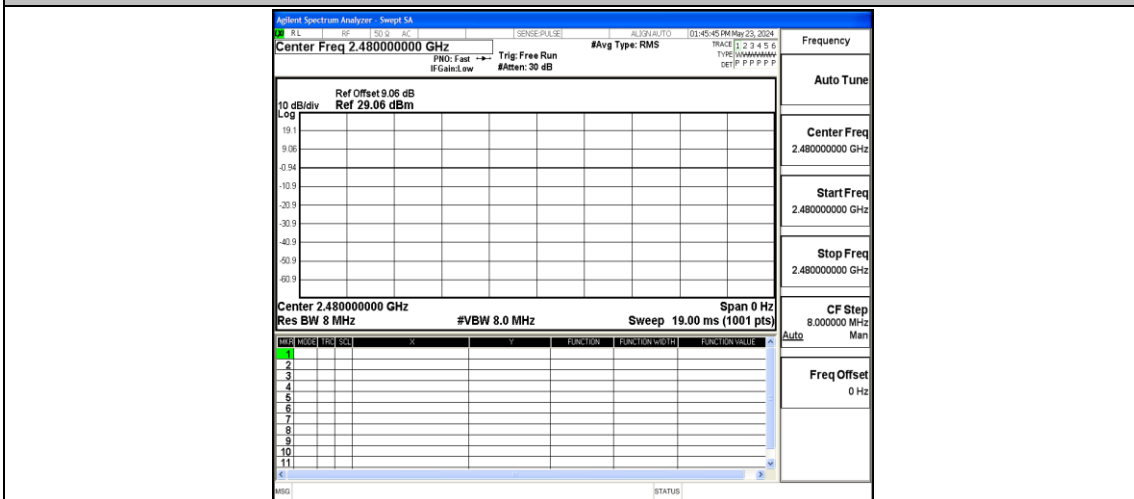 Agilent Spectrum Analyzer - Swept SA
RL RF 50 Ω AC SENSE:PULSE ALIGN AUTO 01:45:45 PM May 23, 2024
Center Freq 2.480000000 GHz
PNO: Fast
IFGain:Low
Trig: Free Run
#Atten: 30 dB
#Avg Type: RMS
TRACE 1 2 3 4 5 6
TYPE
DET P P P P P P
Ref Offset 9.06 dB
10 dB/div Ref 29.06 dBm
Log
19.1
9.06
-0.94
-10.9
-20.9
-30.9
-40.9
-50.9
-60.9
Center 2.480000000 GHz Span 0 Hz
Res BW 8 MHz #VBW 8.0 MHz Sweep 19.00 ms (1001 pts)
MKR MODE TRC SCL X Y FUNCTION FUNCTION WIDTH FUNCTION VALUE
1
2
3
4
5
6
7
8
9
10
11
MSG STATUS
Frequency
Auto Tune
Center Freq
2.480000000 GHz
Start Freq
2.480000000 GHz
Stop Freq
2.480000000 GHz
CF Step
8.000000 MHz
Auto Man
Freq Offset
0 Hz